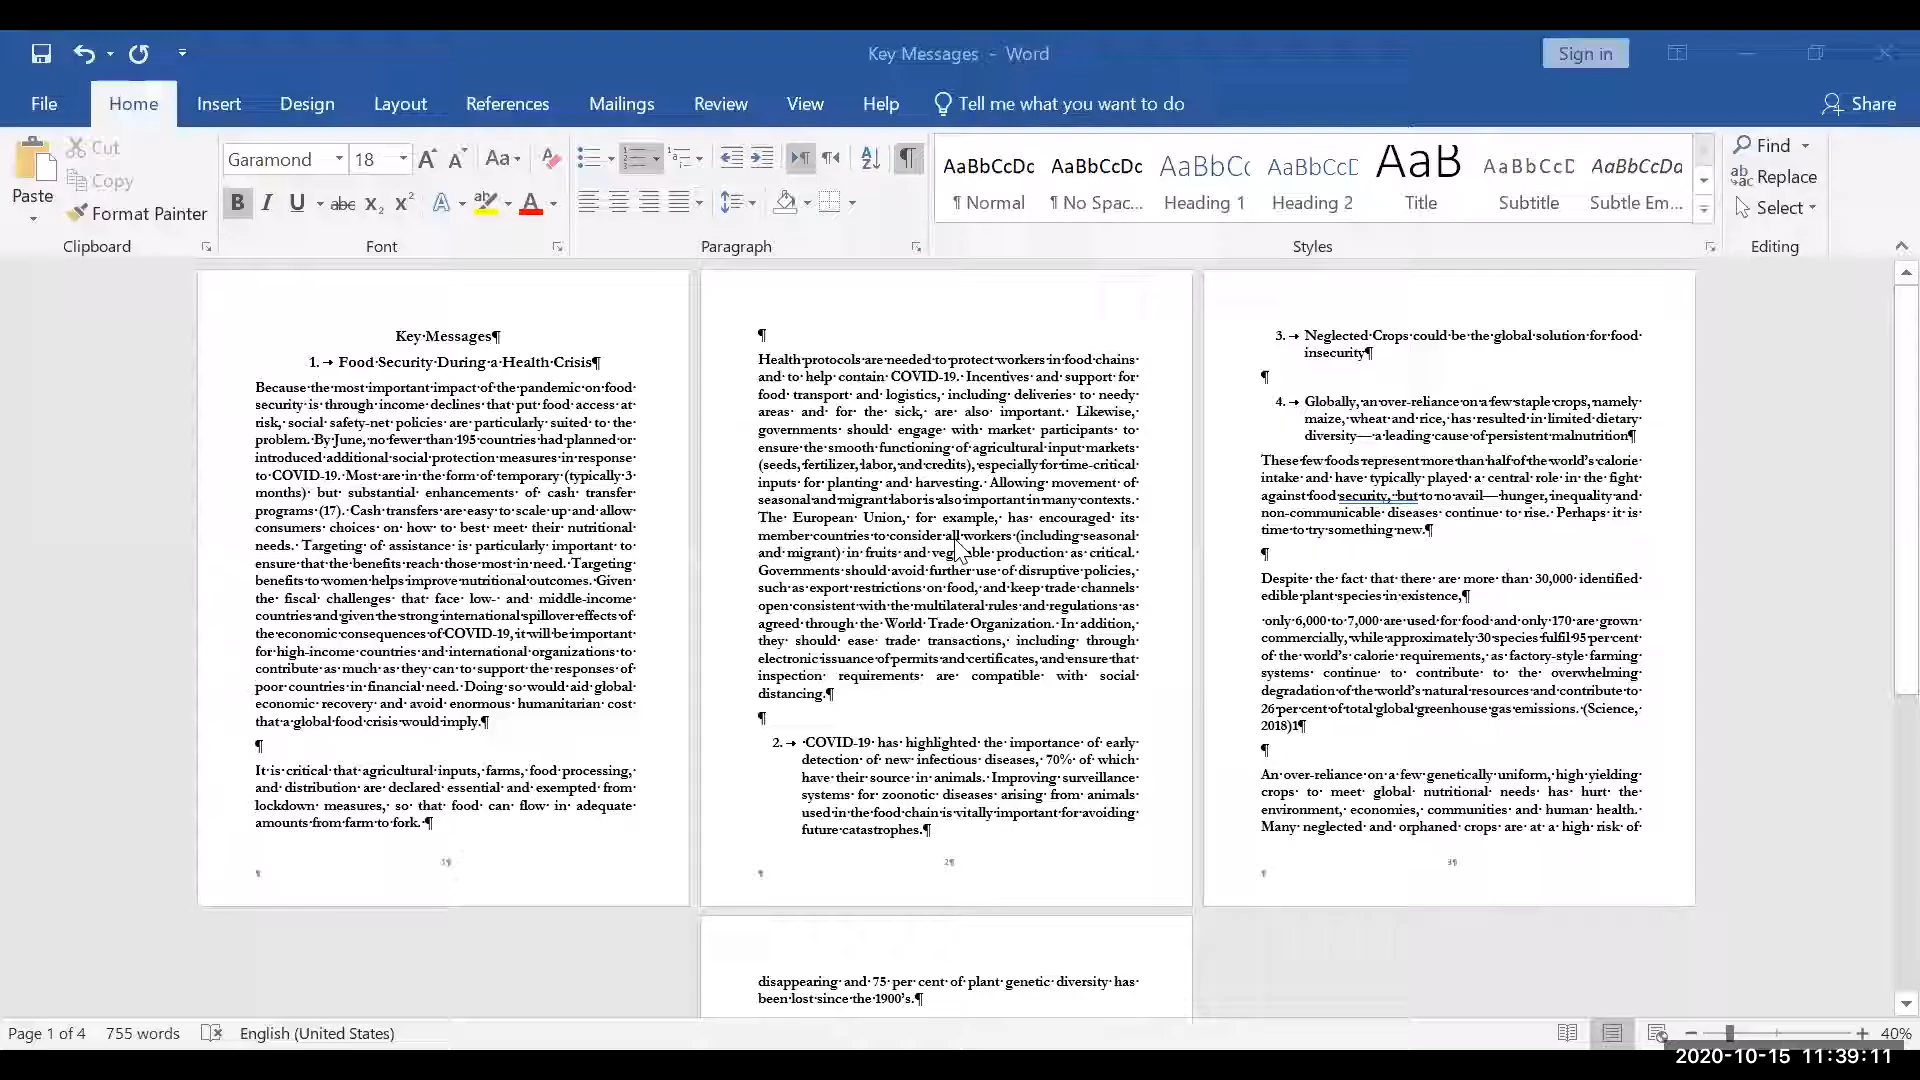 Key Messages - Word
Sign in
File Home Insert Design Layout References Mailings Review View Help Tell me what you want to do Share
Paste
Cut
Copy
Format Painter
Clipboard
Garamond 18
Font
Paragraph
AaBbCcDc AaBbCcDc AaBbCc AaBbCcD AaB AaBbCcD AaBbCcDa
¶ Normal ¶ No Spac... Heading 1 Heading 2 Title Subtitle Subtle Em...
Styles
Find
Replace
Select
Editing
Key Messages¶
1. Food Security During a Health Crisis¶
Because the most important impact of the pandemic on food
security is through income declines that put food access at
risk, social safety-net policies are particularly suited to the
problem. By June, no fewer than 195 countries had planned or
introduced additional social protection measures in response
to COVID-19. Most are in the form of temporary (typically 3
months) but substantial enhancements of cash transfer
programs (17). Cash transfers are easy to scale up and allow
consumers choices on how to best meet their nutritional
needs. Targeting of assistance is particularly important to
ensure that the benefits reach those most in need. Targeting
benefits to women helps improve nutritional outcomes. Given
the fiscal challenges that face low- and middle-income
countries and given the strong international spillover effects of
the economic consequences of COVID-19, it will be important
for high-income countries and international organizations to
contribute as much as they can to support the responses of
poor countries in financial need. Doing so would aid global
economic recovery and avoid enormous humanitarian cost
that a global food crisis would imply.¶
¶
It is critical that agricultural inputs, farms, food processing,
and distribution are declared essential and exempted from
lockdown measures, so that food can flow in adequate
amounts from farm to fork. ¶
1¶
¶
¶
Health protocols are needed to protect workers in food chains
and to help contain COVID-19. Incentives and support for
food transport and logistics, including deliveries to needy
areas and for the sick, are also important. Likewise,
governments should engage with market participants to
ensure the smooth functioning of agricultural input markets
(seeds, fertilizer, labor, and credits), especially for time-critical
inputs for planting and harvesting. Allowing movement of
seasonal and migrant labor is also important in many contexts.
The European Union, for example, has encouraged its
member countries to consider all workers (including seasonal
and migrant) in fruits and vegetable production as critical.
Governments should avoid further use of disruptive policies,
such as export restrictions on food, and keep trade channels
open consistent with the multilateral rules and regulations as
agreed through the World Trade Organization. In addition,
they should ease trade transactions, including through
electronic issuance of permits and certificates, and ensure that
inspection requirements are compatible with social
distancing.¶
¶
2. COVID-19 has highlighted the importance of early
detection of new infectious diseases, 70% of which
have their source in animals. Improving surveillance
systems for zoonotic diseases arising from animals
used in the food chain is vitally important for avoiding
future catastrophes.¶
2¶
¶
3. Neglected Crops could be the global solution for food
insecurity¶
¶
4. Globally, an over-reliance on a few staple crops, namely
maize, wheat and rice, has resulted in limited dietary
diversity— a leading cause of persistent malnutrition¶
These few foods represent more than half of the world's calorie
intake and have typically played a central role in the fight
against food security, but to no avail— hunger, inequality and
non-communicable diseases continue to rise. Perhaps it is
time to try something new.¶
¶
Despite the fact that there are more than 30,000 identified
edible plant species in existence,¶
only 6,000 to 7,000 are used for food and only 170 are grown
commercially, while approximately 30 species fulfil 95 per cent
of the world's calorie requirements, as factory-style farming
systems continue to contribute to the overwhelming
degradation of the world's natural resources and contribute to
26 per cent of total global greenhouse gas emissions. (Science,
2018)1¶
¶
An over-reliance on a few genetically uniform, high yielding
crops to meet global nutritional needs has hurt the
environment, economies, communities and human health.
Many neglected and orphaned crops are at a high risk of
3¶
¶
disappearing and 75 per cent of plant genetic diversity has
been lost since the 1900's.¶
Page 1 of 4 755 words English (United States) 40%
2020-10-15 11:39:11